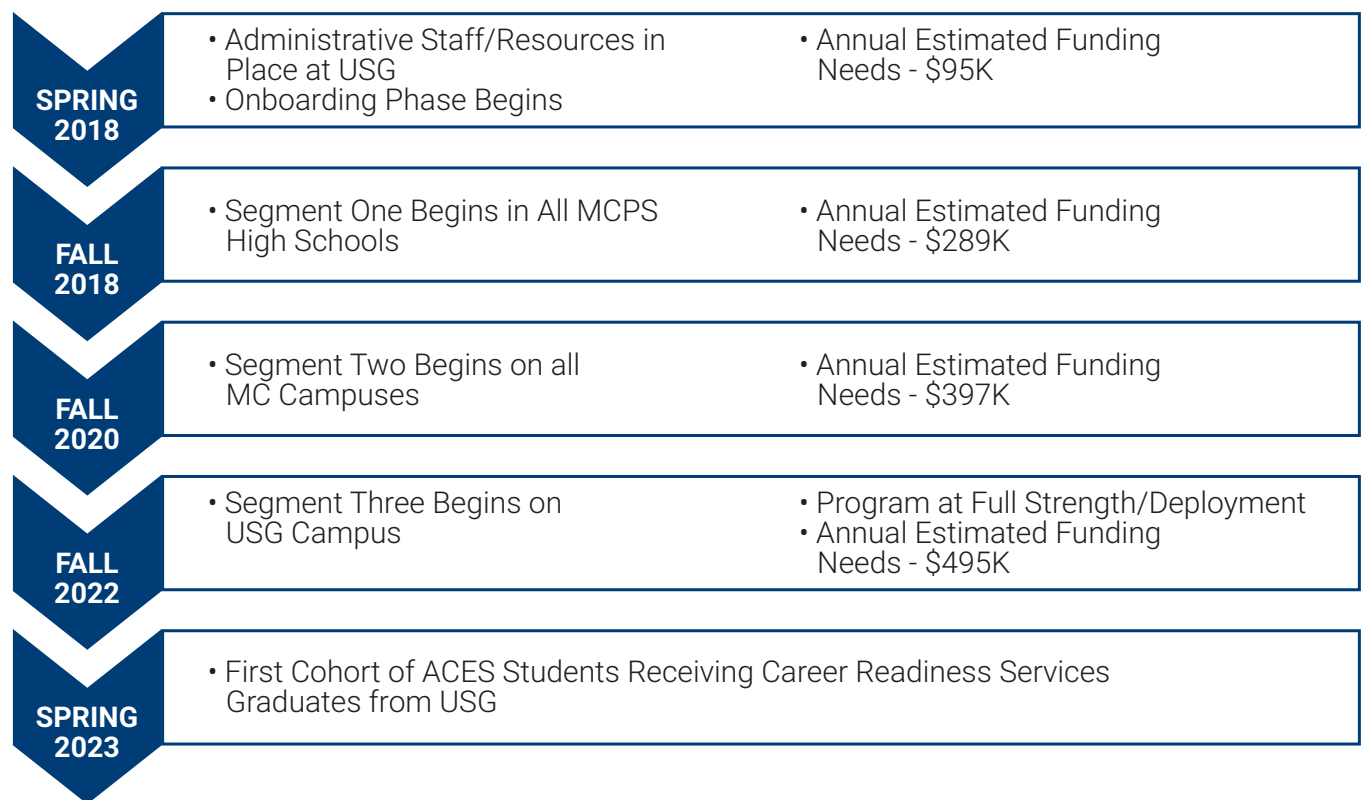 SPRING
2018
• Administrative Staff/Resources in
Place at USG
• Onboarding Phase Begins
• Annual Estimated Funding
Needs - $95K
FALL
2018
• Segment One Begins in All MCPS
High Schools
• Annual Estimated Funding
Needs - $289K
FALL
2020
• Segment Two Begins on all
MC Campuses
• Annual Estimated Funding
Needs - $397K
FALL
2022
• Segment Three Begins on
USG Campus
• Program at Full Strength/Deployment
• Annual Estimated Funding
Needs - $495K
SPRING
2023
• First Cohort of ACES Students Receiving Career Readiness Services
Graduates from USG